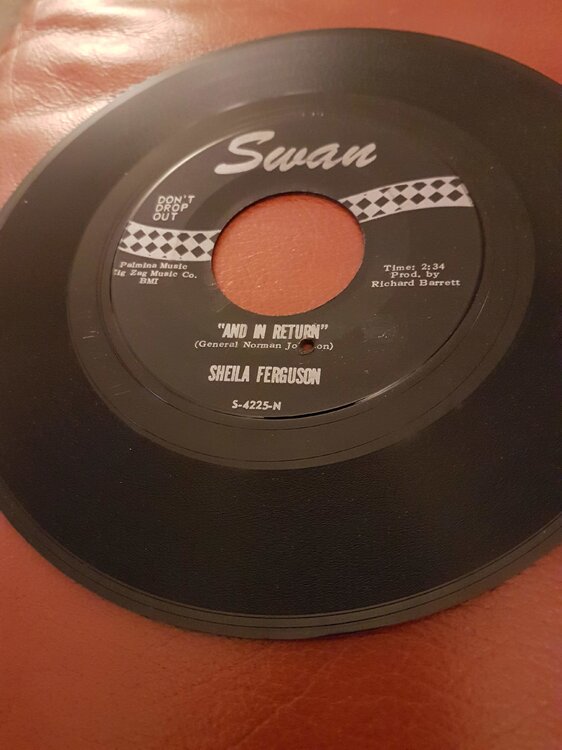 Swan
DON'T
DROP
OUT
Palmina Music
Zig Zag Music Co.
BMI
Time: 2:34
Prod. by
Richard Barrett
"AND IN RETURN"
(General Norman
SHEILA FERGUSON
S-4225-N